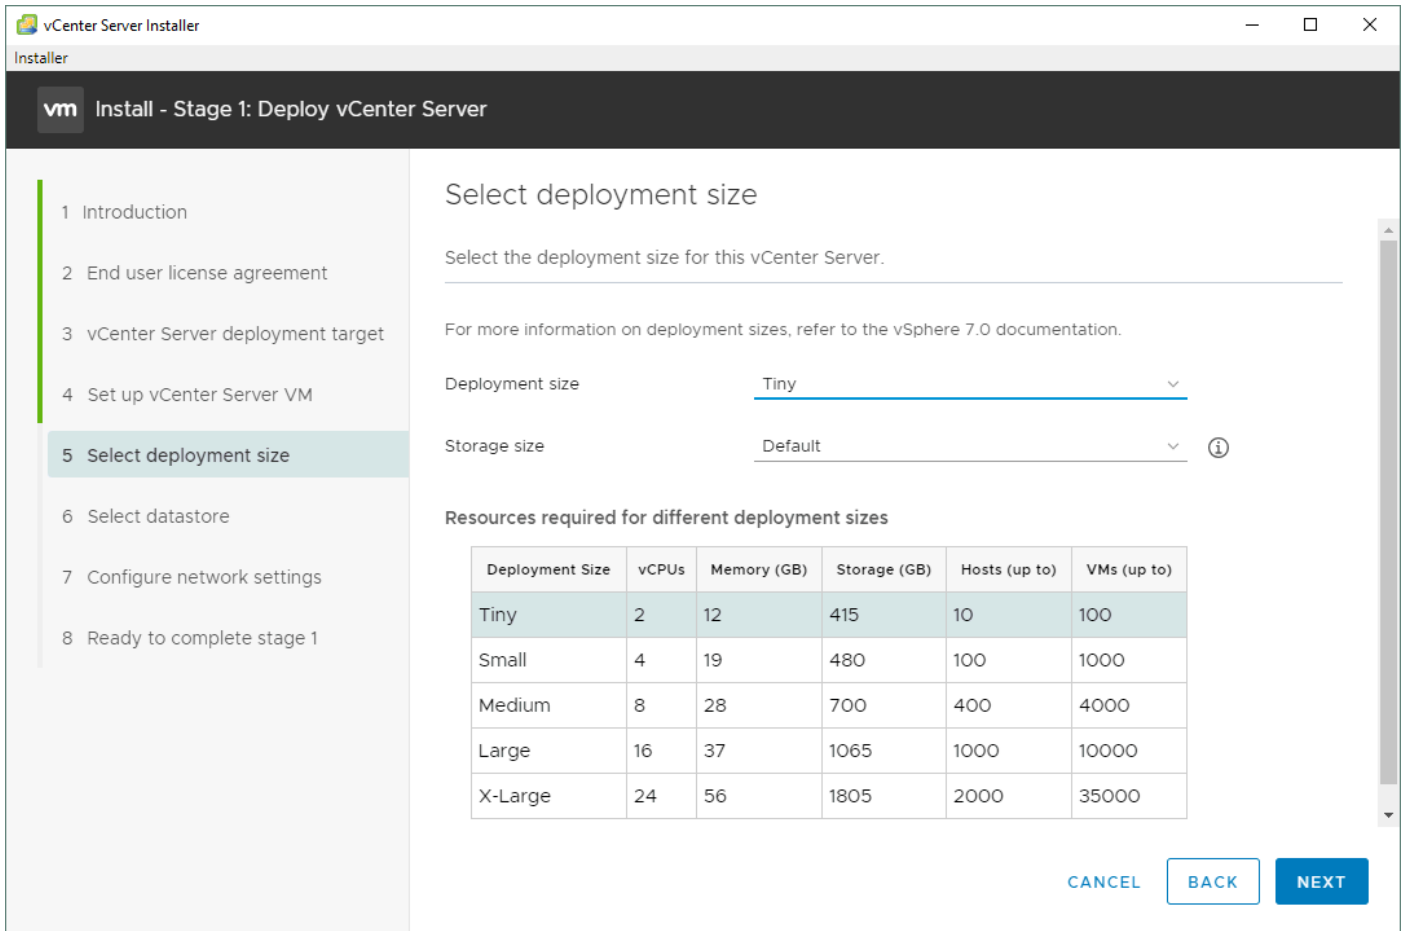 vCenter Server Installer
Installer
vm Install - Stage 1: Deploy vCenter Server
1 Introduction
2 End user license agreement
3 vCenter Server deployment target
4 Set up vCenter Server VM
5 Select deployment size
6 Select datastore
7 Configure network settings
8 Ready to complete stage 1
Select deployment size
Select the deployment size for this vCenter Server.
For more information on deployment sizes, refer to the vSphere 7.0 documentation.
Deployment size Tiny
Storage size Default
Resources required for different deployment sizes
Deployment Size vCPUs Memory (GB) Storage (GB) Hosts (up to) VMs (up to)
Tiny 2 12 415 10 100
Small 4 19 480 100 1000
Medium 8 28 700 400 4000
Large 16 37 1065 1000 10000
X-Large 24 56 1805 2000 35000
CANCEL BACK NEXT